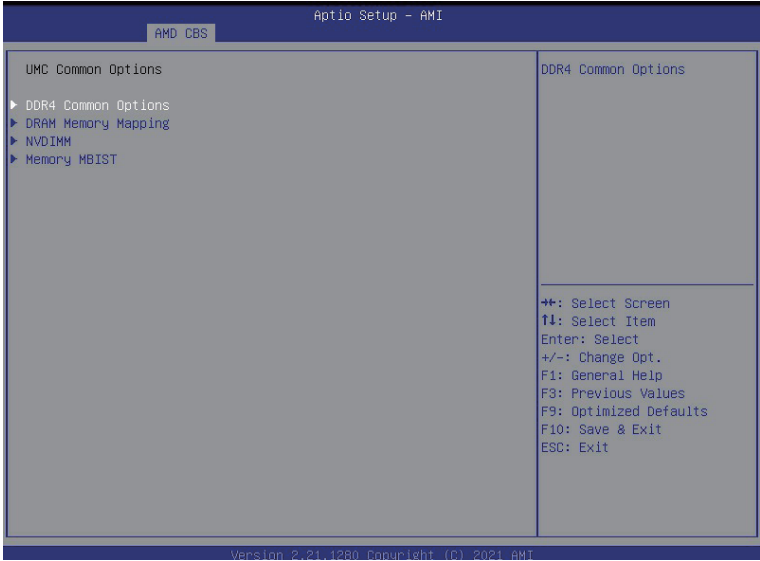 Aptio Setup – AMI
AMD CBS
UMC Common Options
DDR4 Common Options
DRAM Memory Mapping
NVDIMM
Memory MBIST
DDR4 Common Options
→←: Select Screen
↑↓: Select Item
Enter: Select
+/-: Change Opt.
F1: General Help
F3: Previous Values
F9: Optimized Defaults
F10: Save & Exit
ESC: Exit
Version 2.21.1280 Copyright (C) 2021 AMI